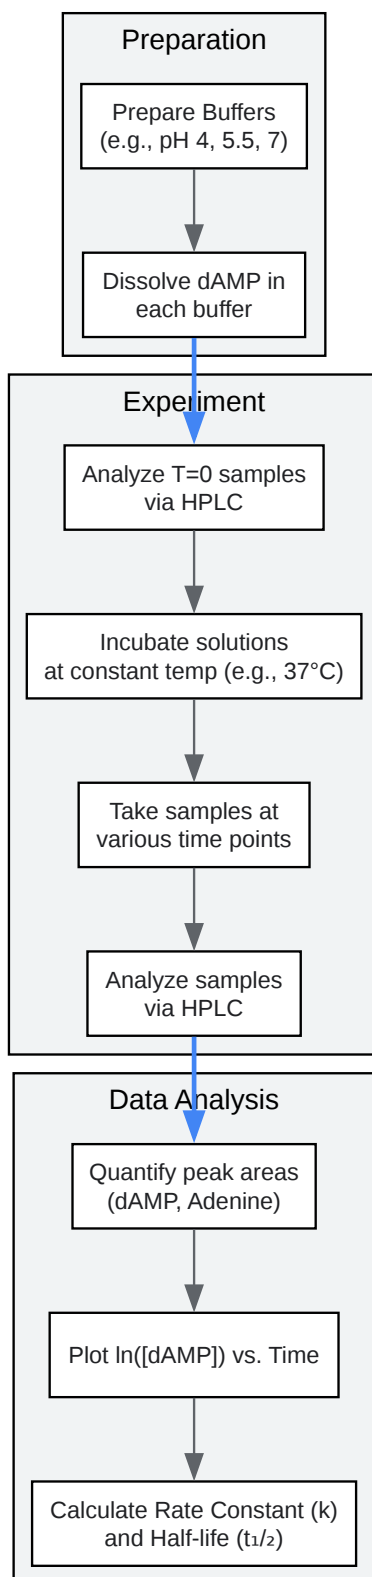 Preparation
Prepare Buffers
(e.g., pH 4, 5.5, 7)
Dissolve dAMP in
each buffer
Experiment
Analyze T=0 samples
via HPLC
Incubate solutions
at constant temp (e.g., 37°C)
Take samples at
various time points
Analyze samples
via HPLC
Data Analysis
Quantify peak areas
(dAMP, Adenine)
Plot ln([dAMP]) vs. Time
Calculate Rate Constant (k)
and Half-life (t₁/₂)